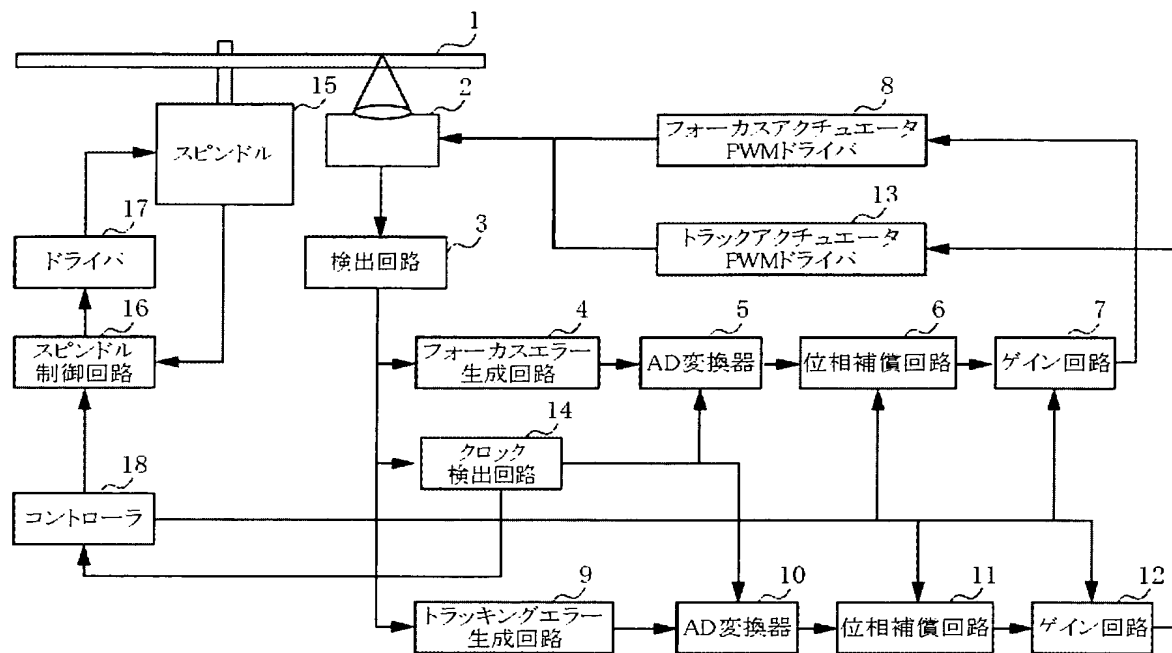 1
15
2
8
スピンドル
フォーカスアクチュエータ
PWMドライバ
17
3
13
ドライバ
検出回路
トラックアクチュエータ
PWMドライバ
16
4
5
6
7
スピンドル
制御回路
フォーカスエラー
生成回路
AD変換器
位相補償回路
ゲイン回路
14
クロック
検出回路
18
コントローラ
9
10
11
12
トラッキングエラー
生成回路
AD変換器
位相補償回路
ゲイン回路